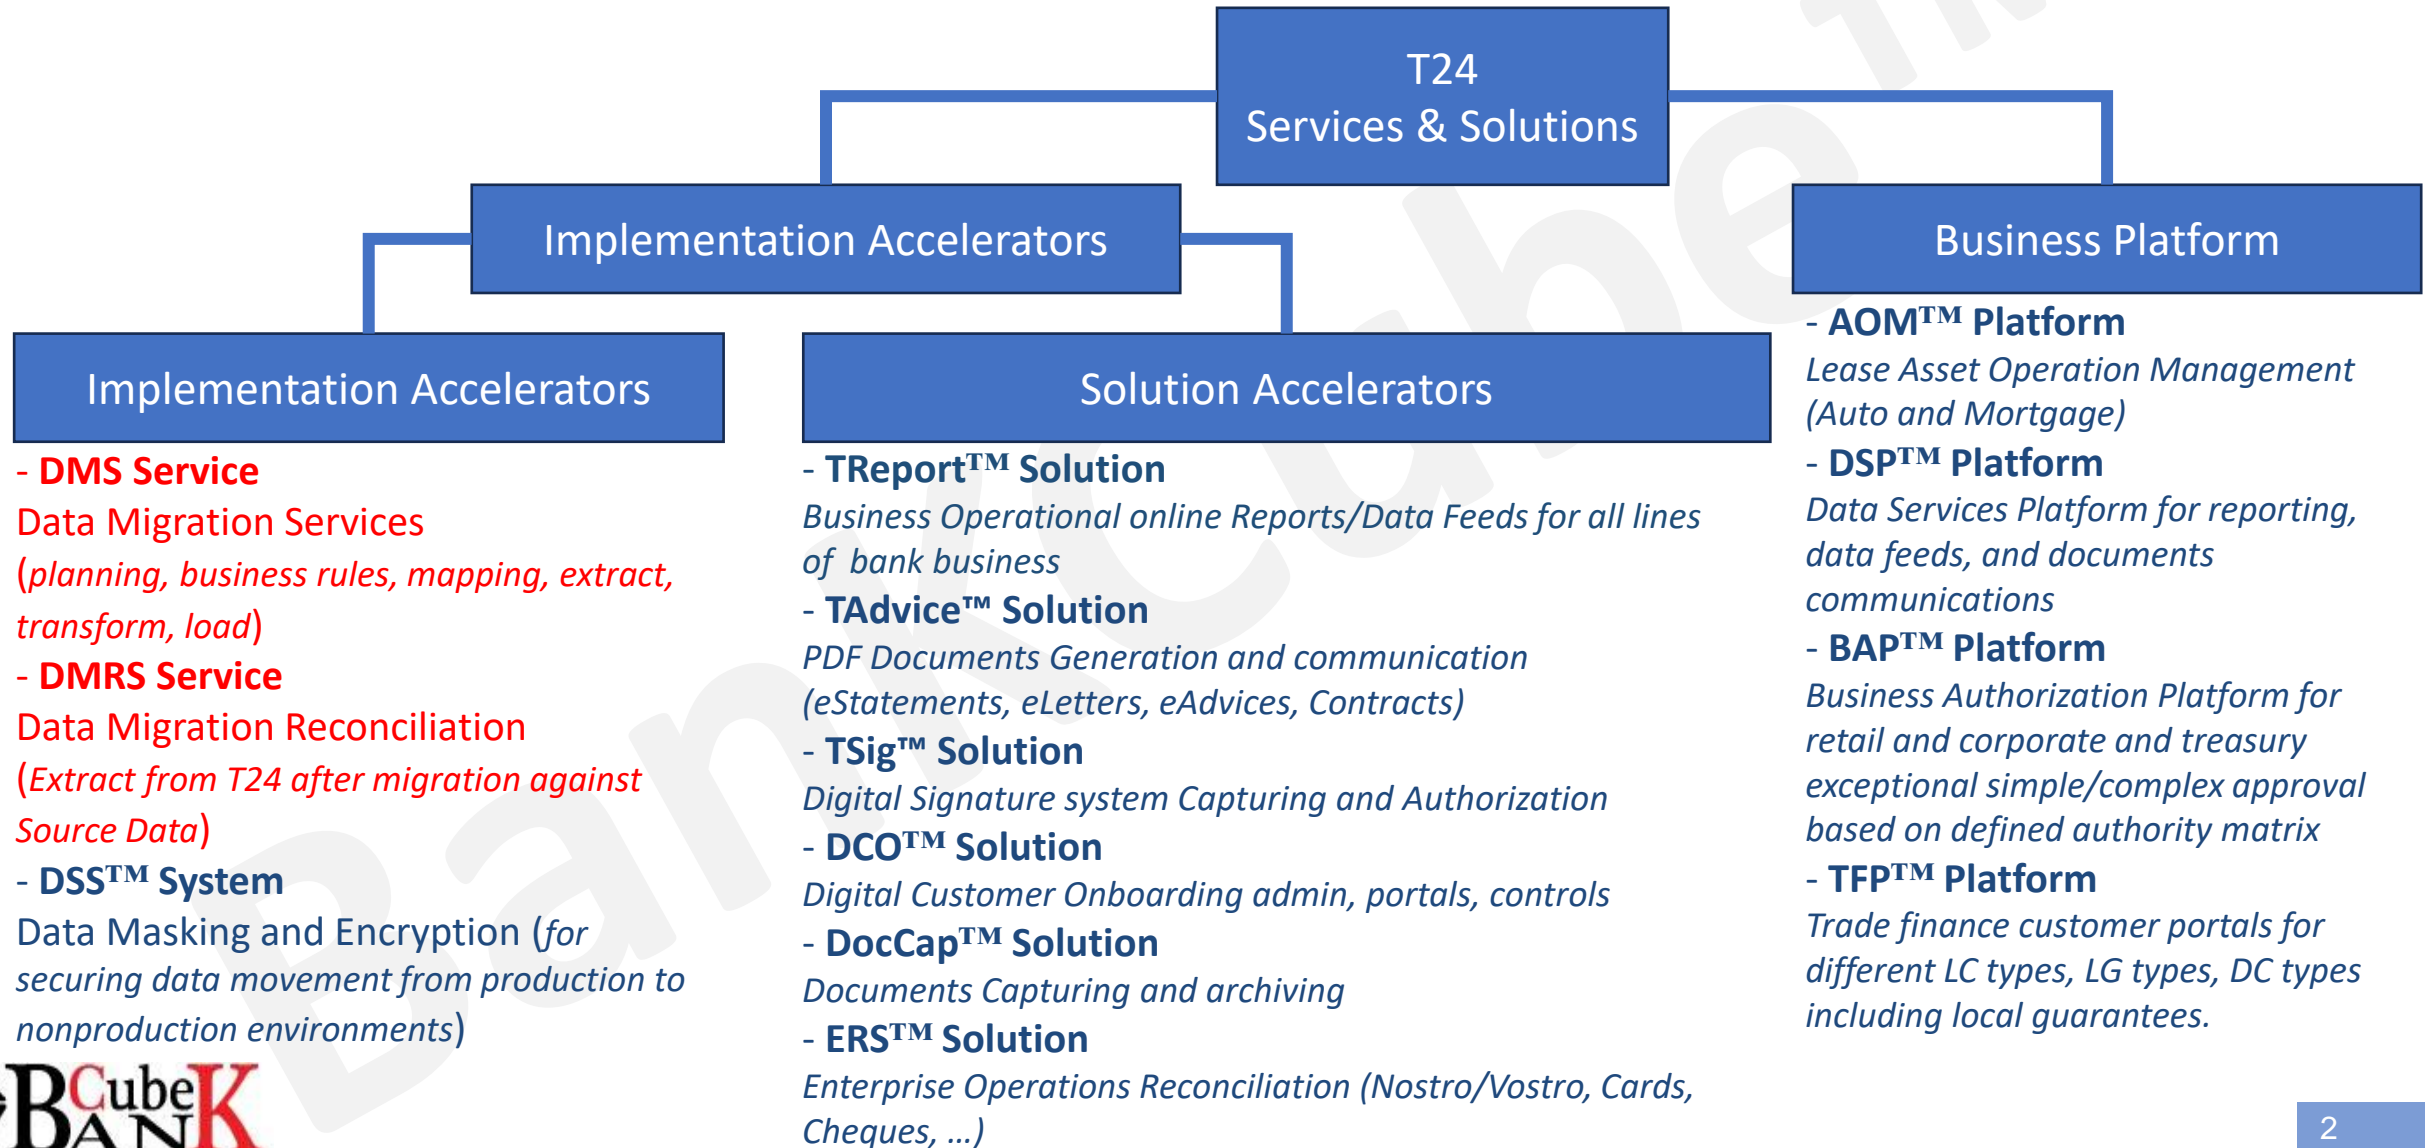 T24
Services & Solutions
Implementation Accelerators
Business Platform
Implementation Accelerators
- DMS Service
Data Migration Services
(planning, business rules, mapping, extract,
transform, load)
- DMRS Service
Data Migration Reconciliation
(Extract from T24 after migration against
Source Data)
- DSS™ System
Data Masking and Encryption (for
securing data movement from production to
nonproduction environments)
Solution Accelerators
- TReport™ Solution
Business Operational online Reports/Data Feeds for all lines
of bank business
- TAdvice™ Solution
PDF Documents Generation and communication
(eStatements, eLetters, eAdvices, Contracts)
- TSig™ Solution
Digital Signature system Capturing and Authorization
- DCO™ Solution
Digital Customer Onboarding admin, portals, controls
- DocCap™ Solution
Documents Capturing and archiving
- ERS™ Solution
Enterprise Operations Reconciliation (Nostro/Vostro, Cards,
Cheques, ...)
- AOM™ Platform
Lease Asset Operation Management
(Auto and Mortgage)
- DSP™ Platform
Data Services Platform for reporting,
data feeds, and documents
communications
- BAP™ Platform
Business Authorization Platform for
retail and corporate and treasury
exceptional simple/complex approval
based on defined authority matrix
- TFP™ Platform
Trade finance customer portals for
different LC types, LG types, DC types
including local guarantees.
BanKCube™
BCubeK
BANK
2